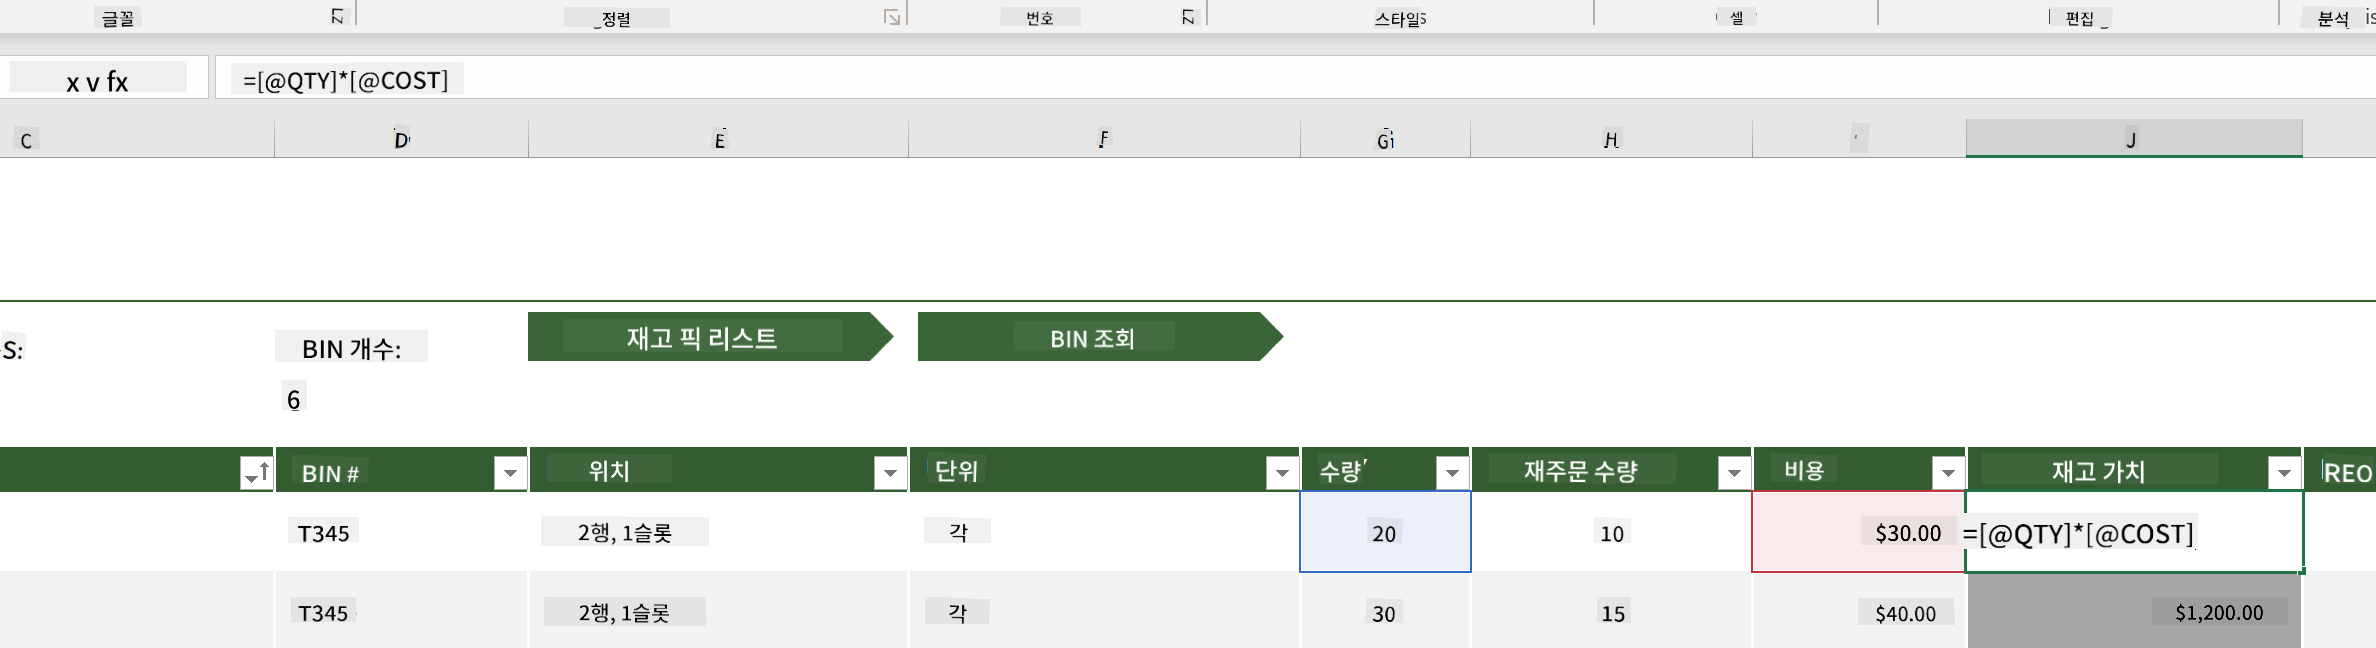 글꼴 정렬 번호 스타일 셀 편집 분석
x v fx =[@QTY]*[@COST]
C D E F G H J
S: BIN 개수: 재고 픽 리스트 BIN 조회
6
BIN # 위치 단위 수량 재주문 수량 비용 재고 가치 REO
T345 2행, 1슬롯 각 20 10 $30.00 =[@QTY]*[@COST]
T345 2행, 1슬롯 각 30 15 $40.00 $1,200.00